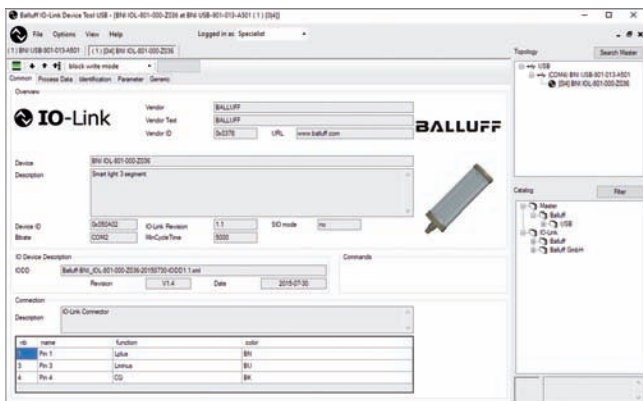 Balluff IO-Link Device Tool USB - [BNI IOL-801-000-Z036 at BNI USB-901-013-A501 ( 1 ) [0|4]]
File Options View Help Logged in as: Specialist
( 1 ) BNI USB-901-013-A501 ( 1 ) [0|4] BNI IOL-801-000-Z036
block write mode
Common Process Data Identification Parameter Generic
Overview
IO-Link
Vendor BALLUFF
Vendor Text BALLUFF
Vendor ID 0x0378 URL www.balluff.com
BALLUFF
Device BNI IOL-801-000-Z036
Description Smart light 3 segment
Device ID 0x050A02 IO-Link Revision 1.1 SIO mode no
Bitrate COM2 MinCycleTime 5000
IO Device Description
IODD Balluff-BNI_IOL-801-000-Z036-20150730-IODD1.1.xml
Revision V1.4 Date 2015-07-30
Commands
Connection
Description IO-Link Connector
nb name function color
1 Pin 1 Lplus BN
3 Pin 3 Lminus BU
4 Pin 4 CQ BK
Topology Search Master
USB
(COM4) BNI USB-901-013-A501
[0|4] BNI IOL-801-000-Z036
Catalog Filter
Master
Balluff
USB
IO-Link
Balluff
Balluff GmbH